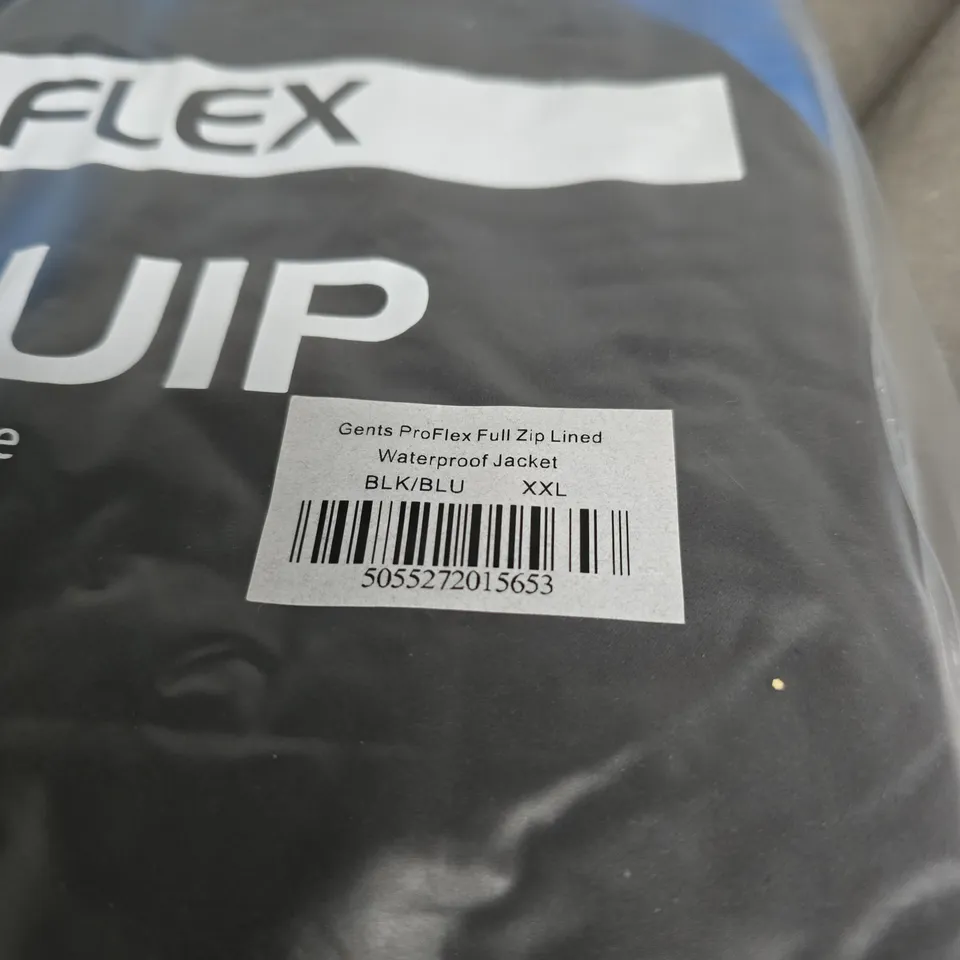 FLEX
UIP
e
Gents ProFlex Full Zip Lined
Waterproof Jacket
BLK/BLU XXL
5055272015653